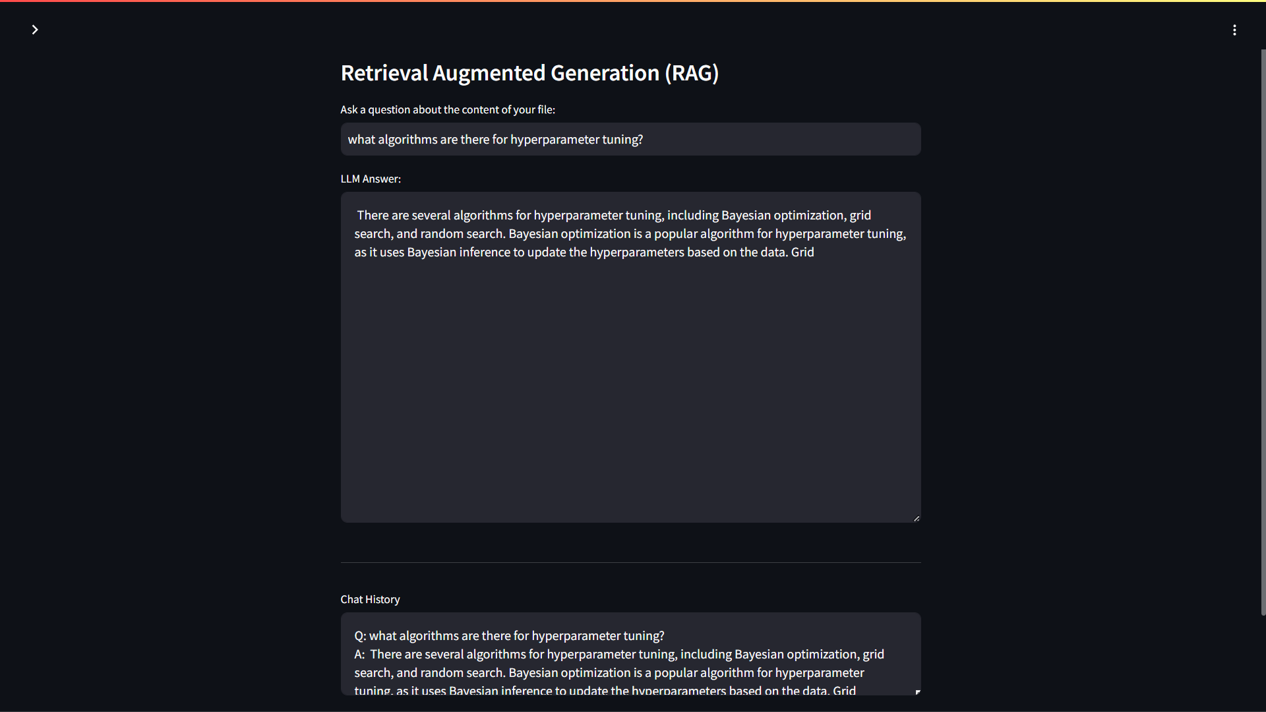 Retrieval Augmented Generation (RAG)
Ask a question about the content of your file:
what algorithms are there for hyperparameter tuning?
LLM Answer:
There are several algorithms for hyperparameter tuning, including Bayesian optimization, grid
search, and random search. Bayesian optimization is a popular algorithm for hyperparameter tuning,
as it uses Bayesian inference to update the hyperparameters based on the data. Grid
Chat History
Q: what algorithms are there for hyperparameter tuning?
A: There are several algorithms for hyperparameter tuning, including Bayesian optimization, grid
search, and random search. Bayesian optimization is a popular algorithm for hyperparameter
tuning, as it uses Bayesian inference to update the hyperparameters based on the data. Grid